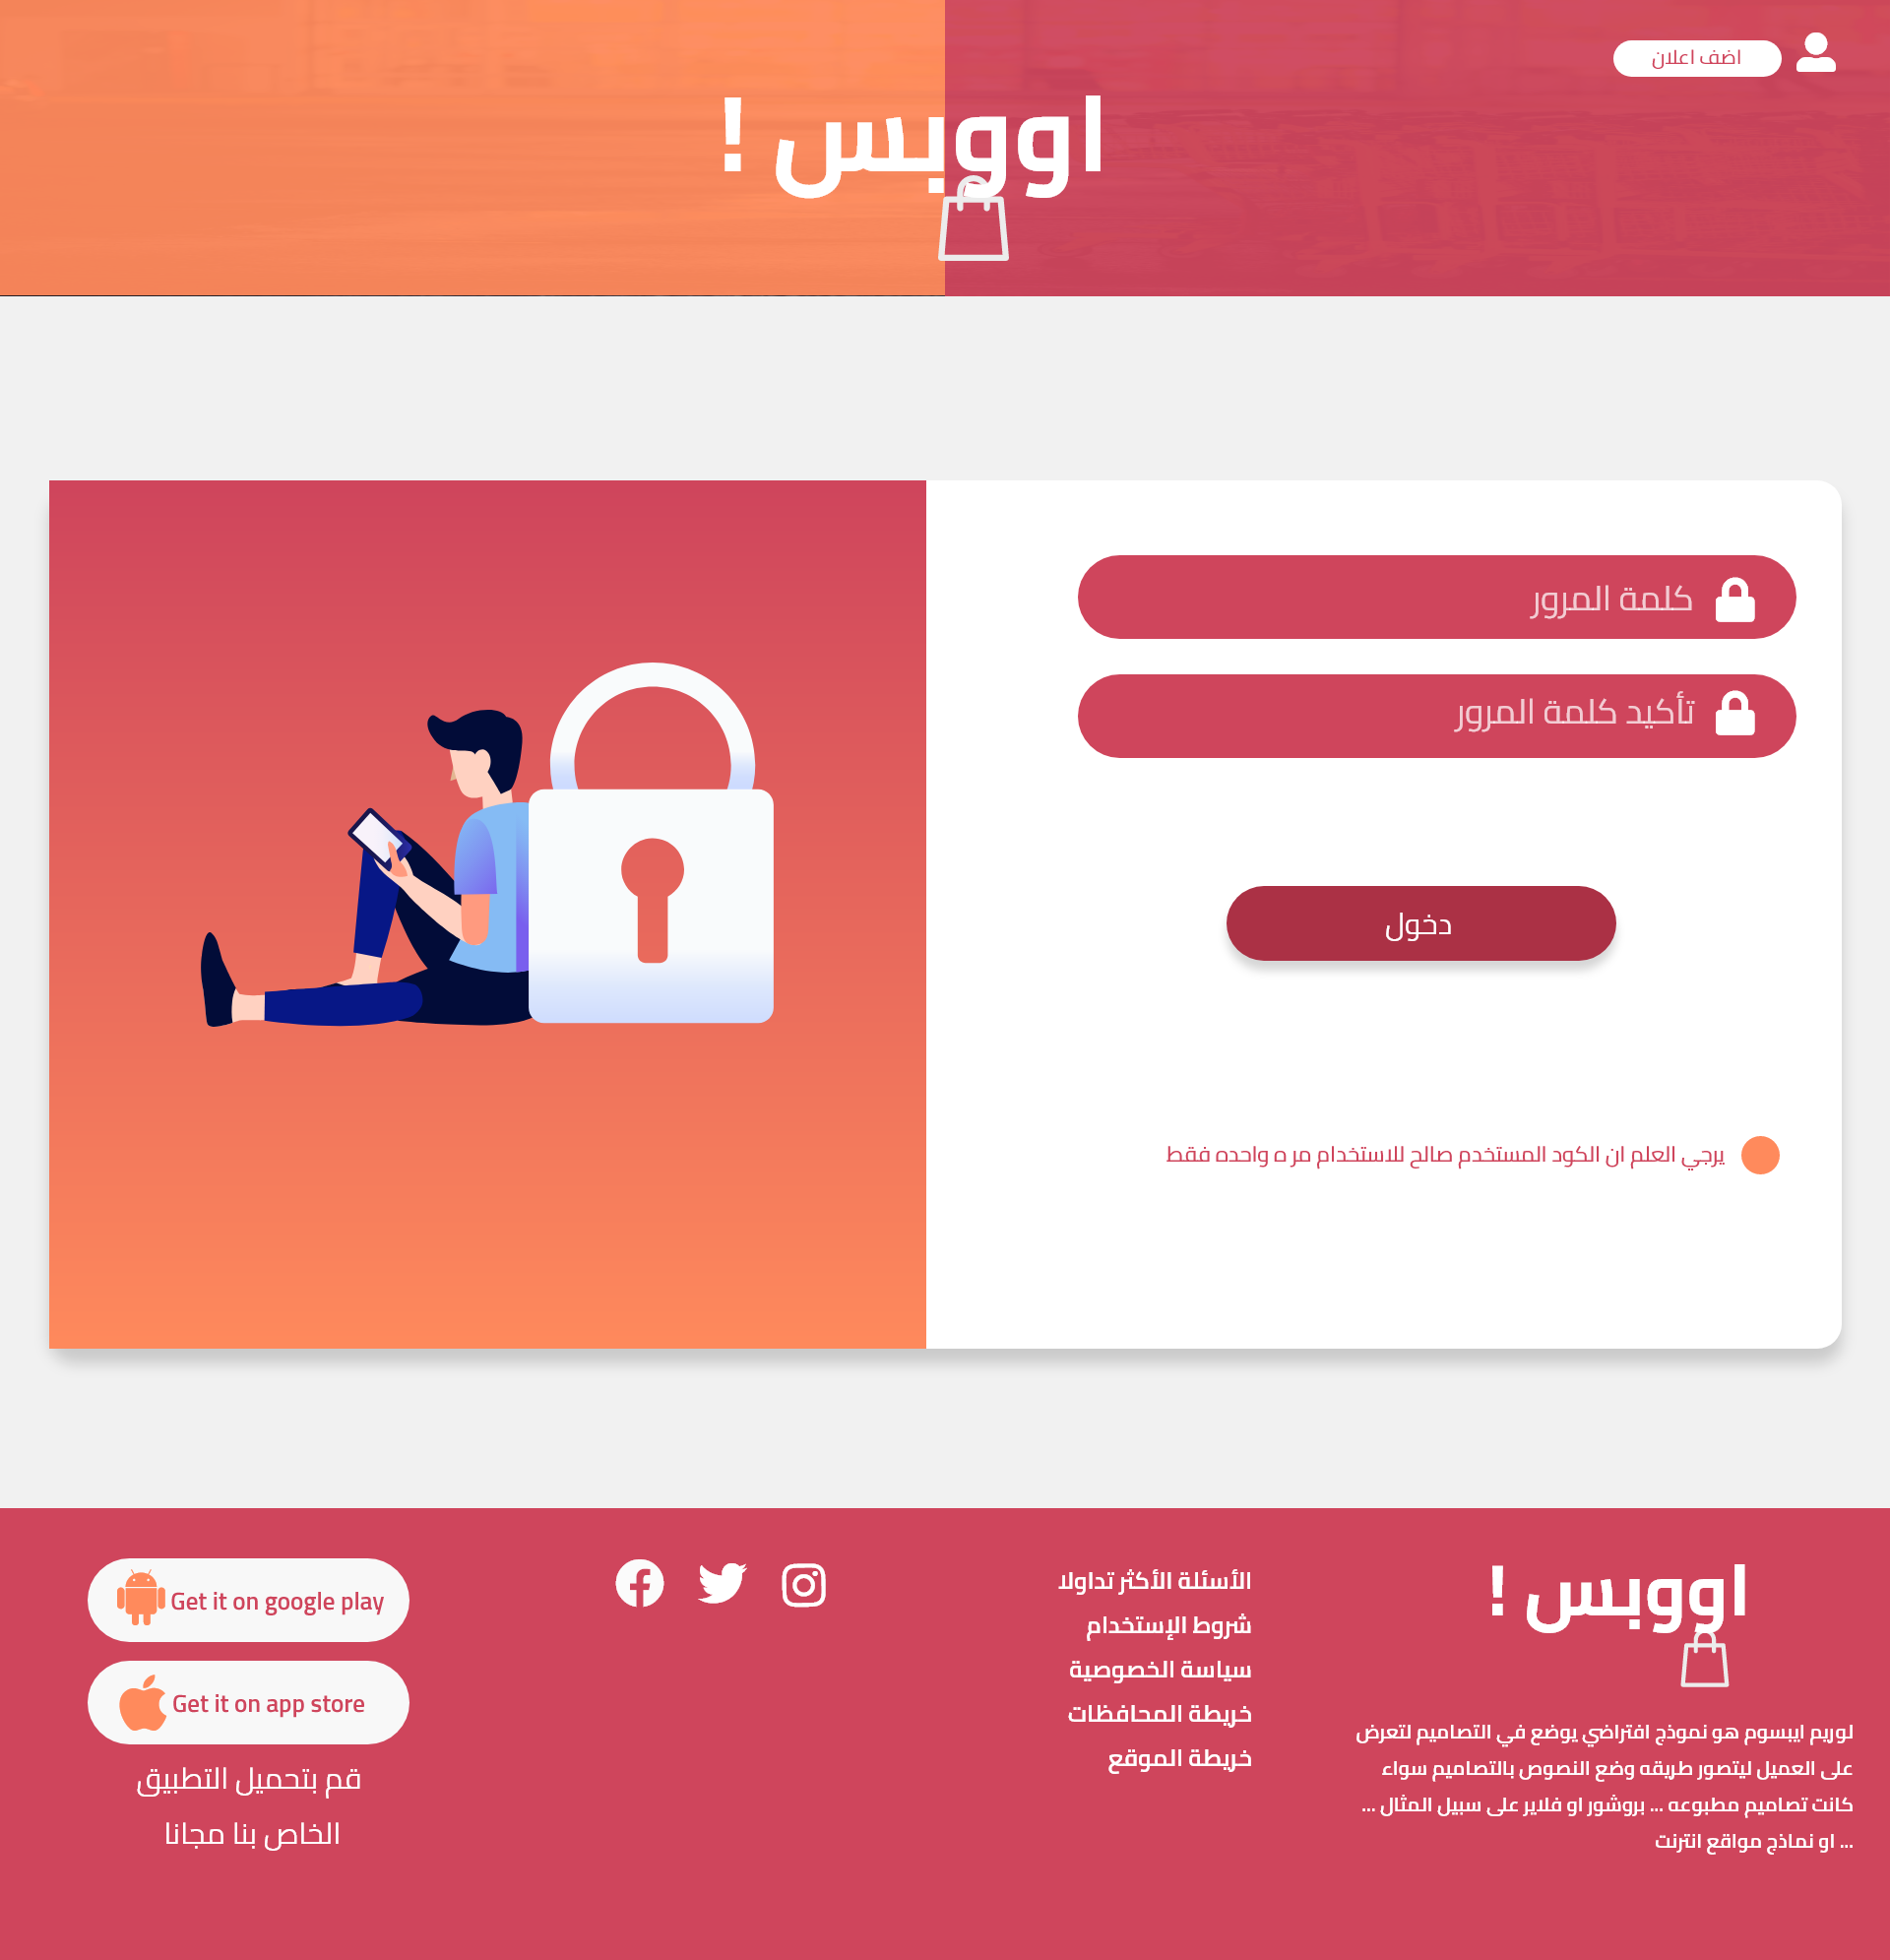 اضف اعلان
اووبس !
كلمة المرور
تأكيد كلمة المرور
دخول
يرجي العلم ان الكود المستخدم صالح للاستخدام مر ه واحده فقط
اووبس !
لوريم ايبسوم هو نموذج افتراضي يوضع في التصاميم لتعرض
على العميل ليتصور طريقه وضع النصوص بالتصاميم سواء
كانت تصاميم مطبوعه ... بروشور او فلاير على سبيل المثال ...
... او نماذج مواقع انترنت
الأسئلة الأكثر تداولا
شروط الإستخدام
سياسة الخصوصية
خريطة المحافظات
خريطة الموقع
Get it on google play
Get it on app store
قم بتحميل التطبيق
الخاص بنا مجانا